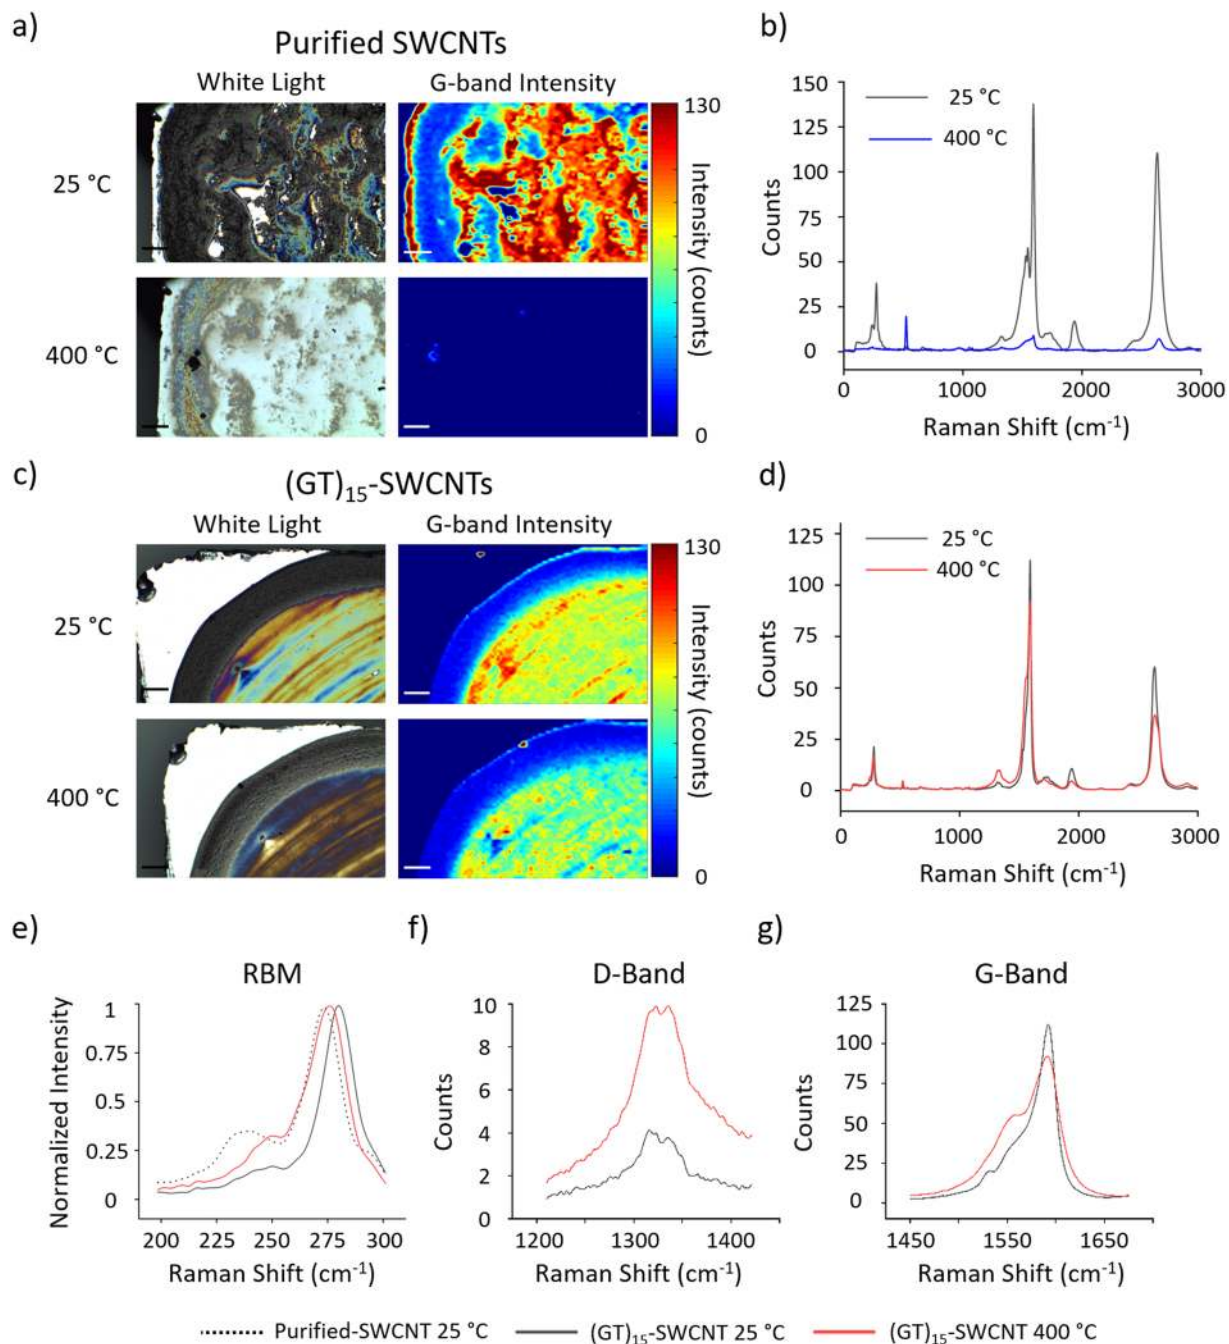 a)
Purified SWCNTs
White Light
G-band Intensity
25 °C
400 °C
130
Intensity (counts)
0
b)
150
125
100
75
50
25
0
Counts
25 °C
400 °C
0
1000
2000
3000
Raman Shift (cm⁻¹)
c)
(GT)₁₅-SWCNTs
White Light
G-band Intensity
25 °C
400 °C
130
Intensity (counts)
0
d)
125
100
75
50
25
0
Counts
25 °C
400 °C
0
1000
2000
3000
Raman Shift (cm⁻¹)
e)
RBM
Normalized Intensity
1
0.75
0.5
0.25
0
200
225
250
275
300
Raman Shift (cm⁻¹)
f)
D-Band
Counts
10
8
6
4
2
0
1200
1300
1400
Raman Shift (cm⁻¹)
g)
G-Band
Counts
125
100
75
50
25
0
1450
1550
1650
Raman Shift (cm⁻¹)
Purified-SWCNT 25 °C
(GT)₁₅-SWCNT 25 °C
(GT)₁₅-SWCNT 400 °C